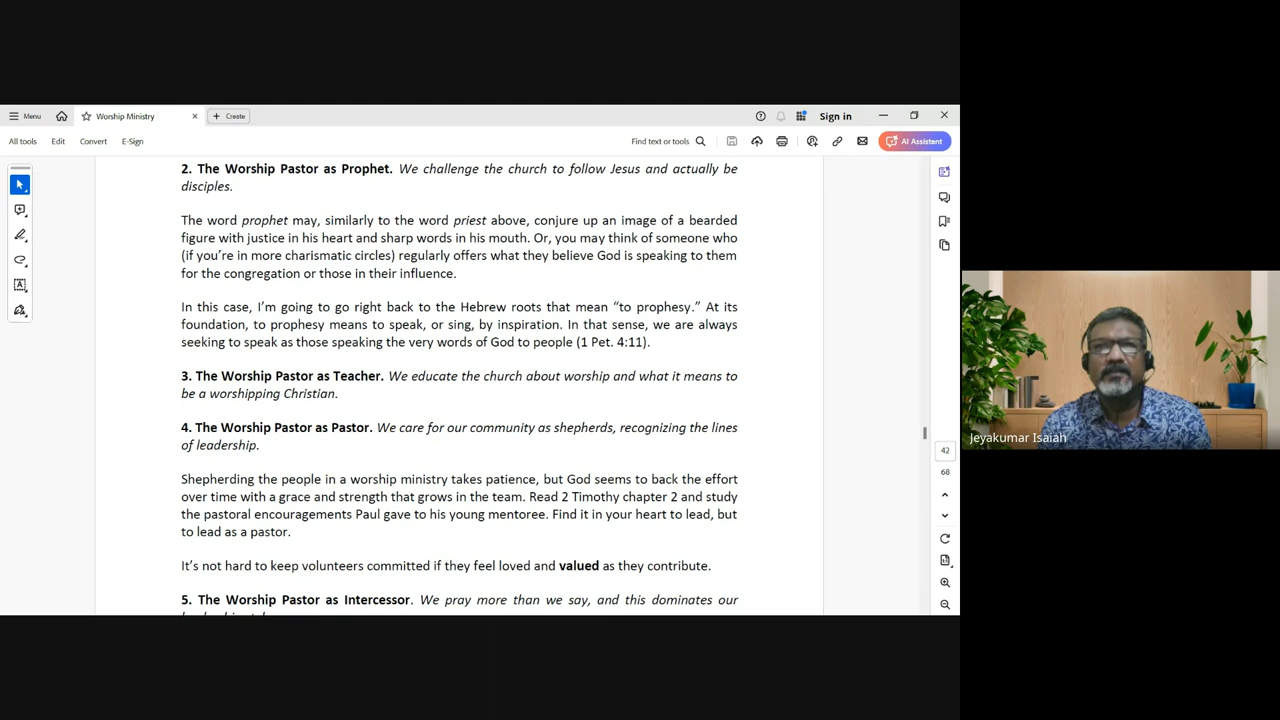 Menu
Worship Ministry
Create
Sign in
All tools
Edit
Convert
E-Sign
Find text or tools
AI Assistant
2. The Worship Pastor as Prophet. We challenge the church to follow Jesus and actually be
disciples.
The word prophet may, similarly to the word priest above, conjure up an image of a bearded
figure with justice in his heart and sharp words in his mouth. Or, you may think of someone who
(if you're in more charismatic circles) regularly offers what they believe God is speaking to them
for the congregation or those in their influence.
In this case, I'm going to go right back to the Hebrew roots that mean "to prophesy." At its
foundation, to prophesy means to speak, or sing, by inspiration. In that sense, we are always
seeking to speak as those speaking the very words of God to people (1 Pet. 4:11).
3. The Worship Pastor as Teacher. We educate the church about worship and what it means to
be a worshipping Christian.
4. The Worship Pastor as Pastor. We care for our community as shepherds, recognizing the lines
of leadership.
Shepherding the people in a worship ministry takes patience, but God seems to back the effort
over time with a grace and strength that grows in the team. Read 2 Timothy chapter 2 and study
the pastoral encouragements Paul gave to his young mentoree. Find it in your heart to lead, but
to lead as a pastor.
It's not hard to keep volunteers committed if they feel loved and valued as they contribute.
5. The Worship Pastor as Intercessor. We pray more than we say, and this dominates our
42
68
Jeyakumar Isaiah